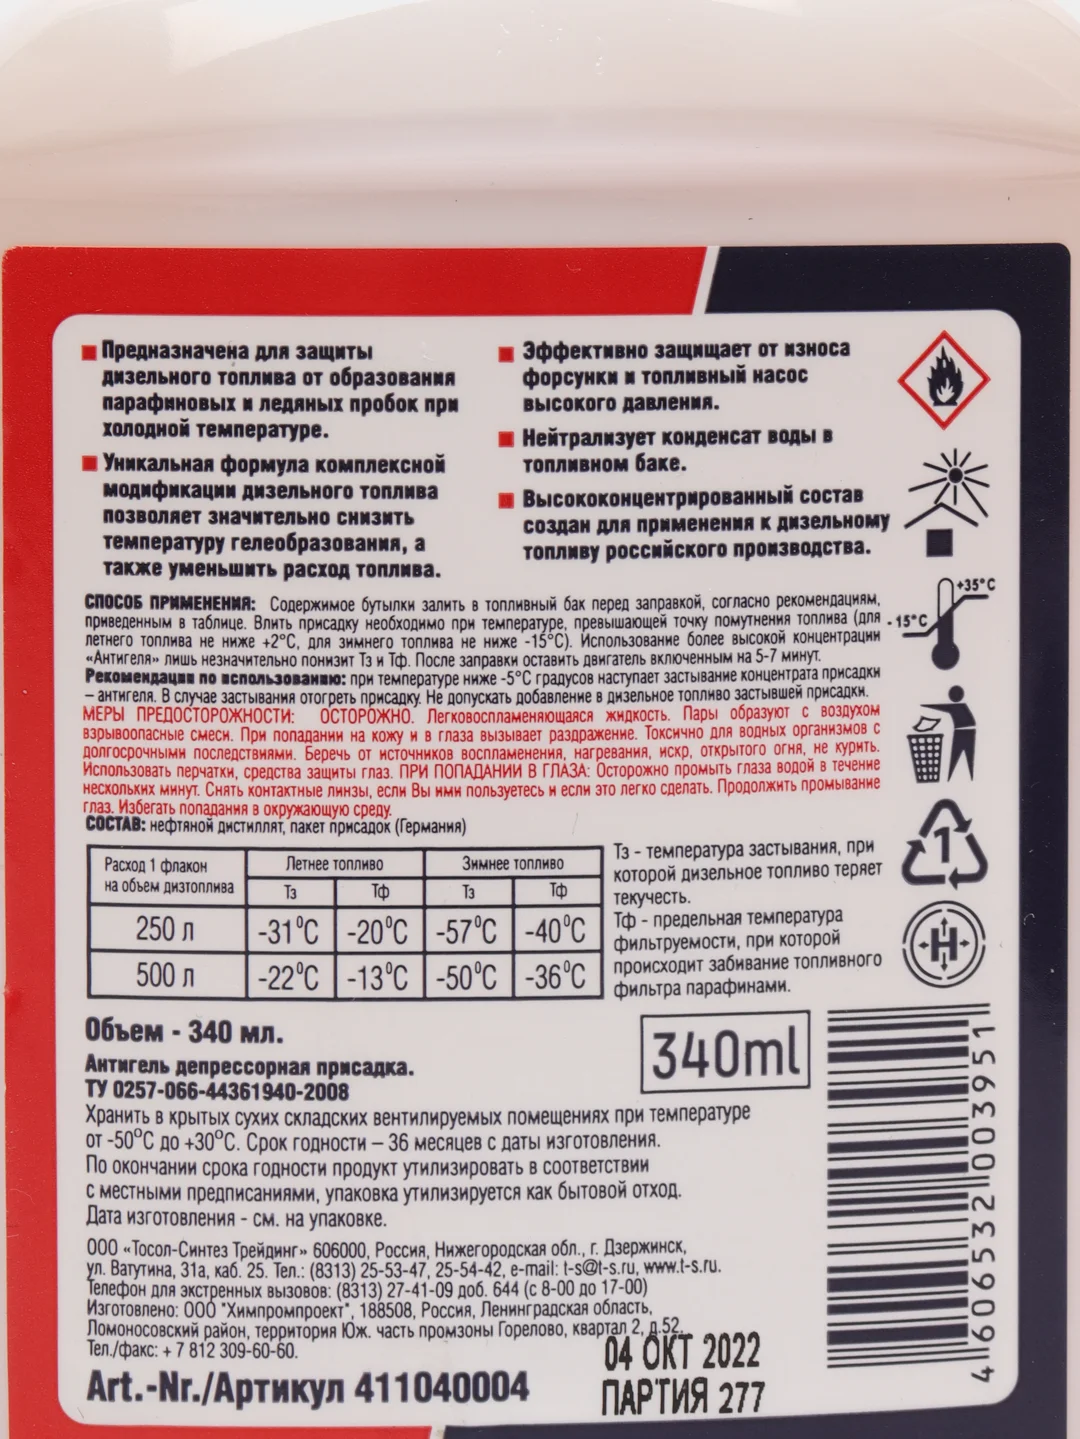 Предназначена для защиты
дизельного топлива от образования
парафиновых и ледяных пробок при
холодной температуре.
Уникальная формула комплексной
модификации дизельного топлива
позволяет значительно снизить
температуру гелеобразования, а
также уменьшить расход топлива.
Эффективно защищает от износа
форсунки и топливный насос
высокого давления.
Нейтрализует конденсат воды в
топливном баке.
Высококонцентрированный состав
создан для применения к дизельному
топливу российского производства.
+35°C
-15°C
СПОСОБ ПРИМЕНЕНИЯ: Содержимое бутылки залить в топливный бак перед заправкой, согласно рекомендациям,
приведенным в таблице. Влить присадку необходимо при температуре, превышающей точку помутнения топлива (для
летнего топлива не ниже +2°С, для зимнего топлива не ниже -15°С). Использование более высокой концентрации
«Антигеля» лишь незначительно понизит Тз и Тф. После заправки оставить двигатель включенным на 5-7 минут.
Рекомендации по использованию: при температуре ниже -5°С градусов наступает застывание концентрата присадки
– антигеля. В случае застывания отогреть присадку. Не допускать добавление в дизельное топливо застывшей присадки.
МЕРЫ ПРЕДОСТОРОЖНОСТИ: ОСТОРОЖНО. Легковоспламеняющаяся жидкость. Пары образуют с воздухом
взрывоопасные смеси. При попадании на кожу и в глаза вызывает раздражение. Токсично для водных организмов с
долгосрочными последствиями. Беречь от источников воспламенения, нагревания, искр, открытого огня, не курить.
Использовать перчатки, средства защиты глаз. ПРИ ПОПАДАНИИ В ГЛАЗА: Осторожно промыть глаза водой в течение
нескольких минут. Снять контактные линзы, если Вы ими пользуетесь и если это легко сделать. Продолжить промывание
глаз. Избегать попадания в окружающую среду.
СОСТАВ: нефтяной дистиллят, пакет присадок (Германия)
Расход 1 флакон
на объем дизтоплива
Летнее топливо
Зимнее топливо
Тз Тф Тз Тф
250 л -31°С -20°С -57°С -40°С
500 л -22°С -13°С -50°С -36°С
Тз - температура застывания, при
которой дизельное топливо теряет
текучесть.
Тф - предельная температура
фильтруемости, при которой
происходит забивание топливного
фильтра парафинами.
1
Н
Объем - 340 мл.
340ml
Антигель депрессорная присадка.
ТУ 0257-066-44361940-2008
Хранить в крытых сухих складских вентилируемых помещениях при температуре
от -50°С до +30°С. Срок годности – 36 месяцев с даты изготовления.
По окончании срока годности продукт утилизировать в соответствии
с местными предписаниями, упаковка утилизируется как бытовой отход.
Дата изготовления - см. на упаковке.
ООО «Тосол-Синтез Трейдинг» 606000, Россия, Нижегородская обл., г. Дзержинск,
ул. Ватутина, 31а, каб. 25. Тел.: (8313) 25-53-47, 25-54-42, e-mail: t-s@t-s.ru, www.t-s.ru.
Телефон для экстренных вызовов: (8313) 27-41-09 доб. 644 (с 8-00 до 17-00)
Изготовлено: ООО "Химпромпроект", 188508, Россия, Ленинградская область,
Ломоносовский район, территория Юж. часть промзоны Горелово, квартал 2, д.52.
Тел./факс: + 7 812 309-60-60.
Art.-Nr./Артикул 411040004
04 ОКТ 2022
ПАРТИЯ 277
4 606532 003951